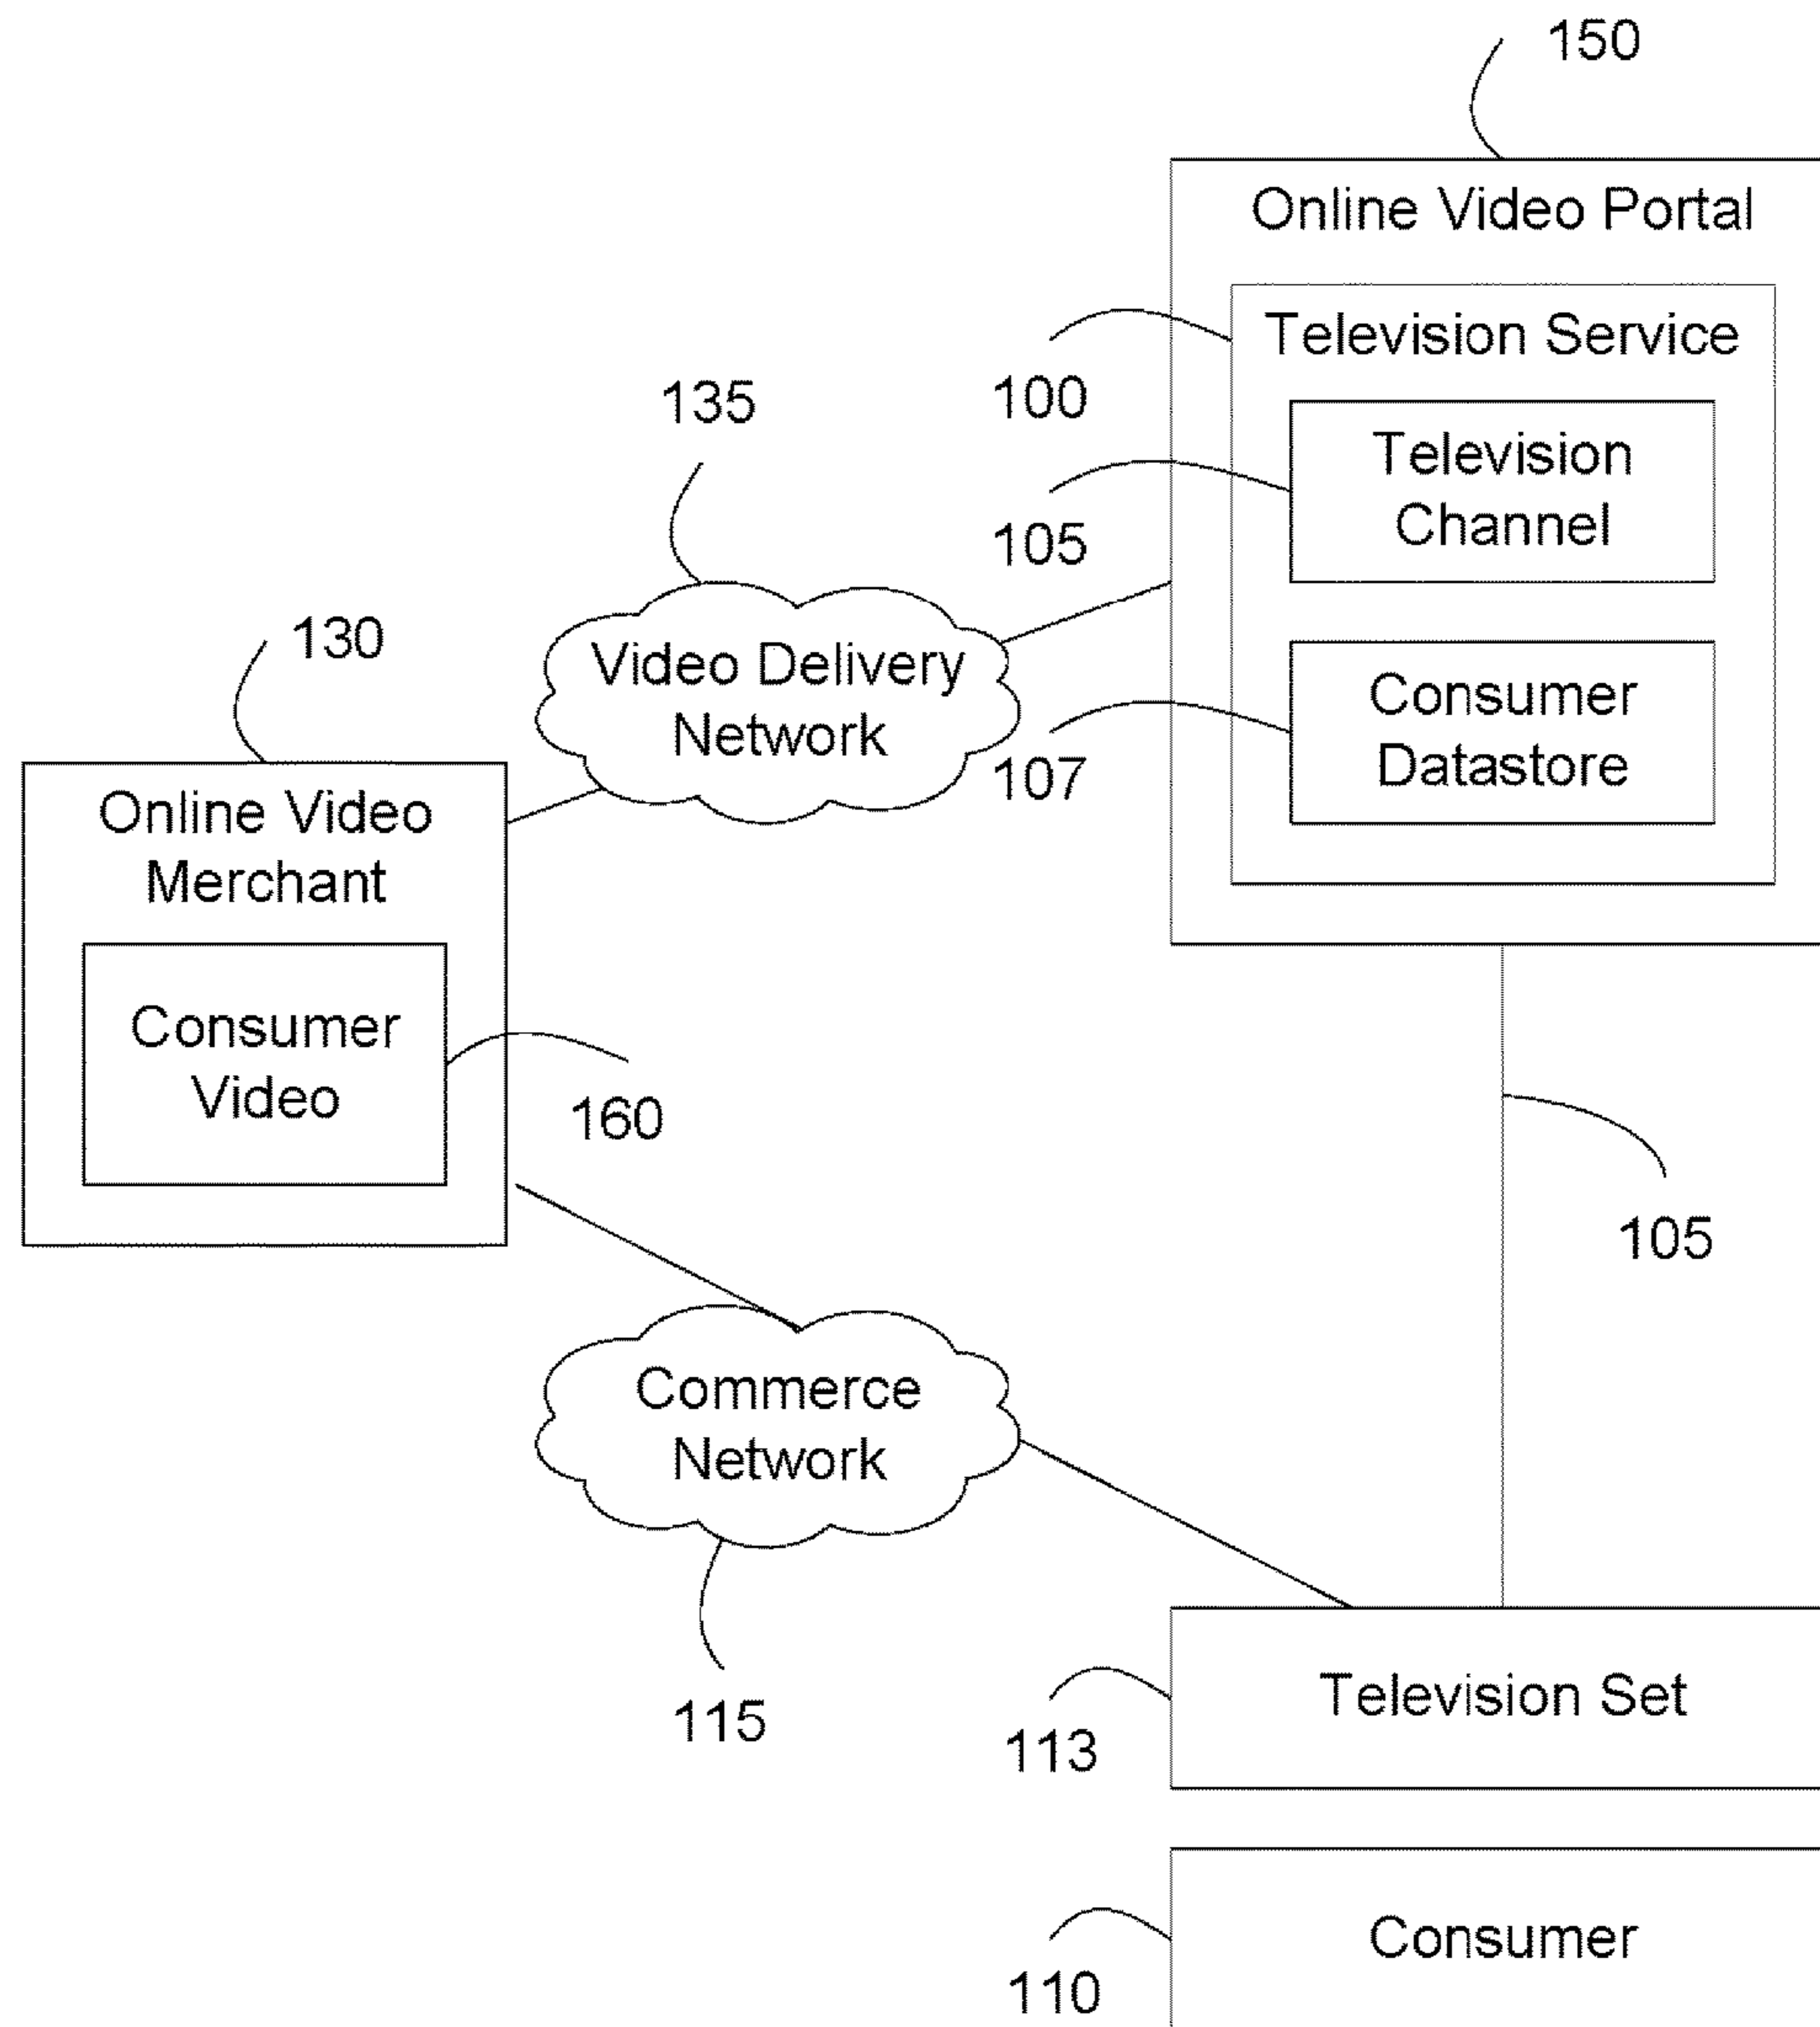 150
Online Video Portal
Television Service
100
135
Television
Channel
105
130
Video Delivery
Network
Consumer
Datastore
107
Online Video
Merchant
Consumer
Video
160
105
Commerce
Network
115
Television Set
113
Consumer
110